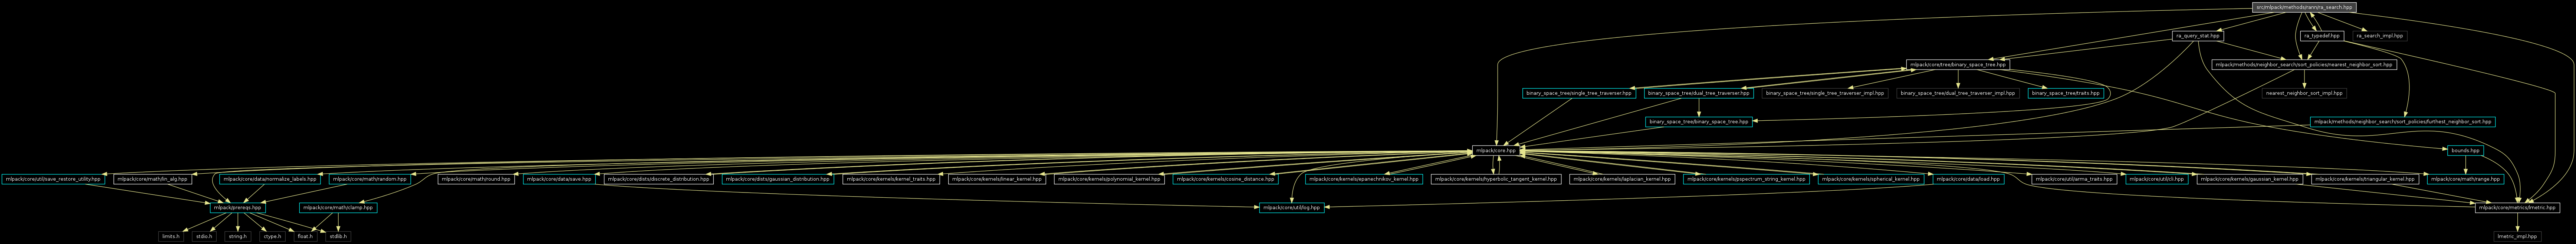 src/mlpack/methods/rann/ra_search.hpp
ra_query_stat.hpp
ra_typedef.hpp
ra_search_impl.hpp
mlpack/core/tree/binary_space_tree.hpp
mlpack/methods/neighbor_search/sort_policies/nearest_neighbor_sort.hpp
binary_space_tree/single_tree_traverser.hpp
binary_space_tree/dual_tree_traverser.hpp
binary_space_tree/single_tree_traverser_impl.hpp
binary_space_tree/dual_tree_traverser_impl.hpp
binary_space_tree/traits.hpp
nearest_neighbor_sort_impl.hpp
binary_space_tree/binary_space_tree.hpp
mlpack/methods/neighbor_search/sort_policies/furthest_neighbor_sort.hpp
mlpack/core.hpp
bounds.hpp
mlpack/core/util/save_restore_utility.hpp
mlpack/core/math/lin_alg.hpp
mlpack/core/data/normalize_labels.hpp
mlpack/core/math/random.hpp
mlpack/core/math/round.hpp
mlpack/core/data/save.hpp
mlpack/core/dists/discrete_distribution.hpp
mlpack/core/dists/gaussian_distribution.hpp
mlpack/core/kernels/kernel_traits.hpp
mlpack/core/kernels/linear_kernel.hpp
mlpack/core/kernels/polynomial_kernel.hpp
mlpack/core/kernels/cosine_distance.hpp
mlpack/core/kernels/epanechnikov_kernel.hpp
mlpack/core/kernels/hyperbolic_tangent_kernel.hpp
mlpack/core/kernels/laplacian_kernel.hpp
mlpack/core/kernels/pspectrum_string_kernel.hpp
mlpack/core/kernels/spherical_kernel.hpp
mlpack/core/data/load.hpp
mlpack/core/util/arma_traits.hpp
mlpack/core/util/cli.hpp
mlpack/core/kernels/gaussian_kernel.hpp
mlpack/core/kernels/triangular_kernel.hpp
mlpack/core/math/range.hpp
mlpack/prereqs.hpp
mlpack/core/math/clamp.hpp
mlpack/core/util/log.hpp
mlpack/core/metrics/lmetric.hpp
limits.h
stdio.h
string.h
ctype.h
float.h
stdlib.h
lmetric_impl.hpp